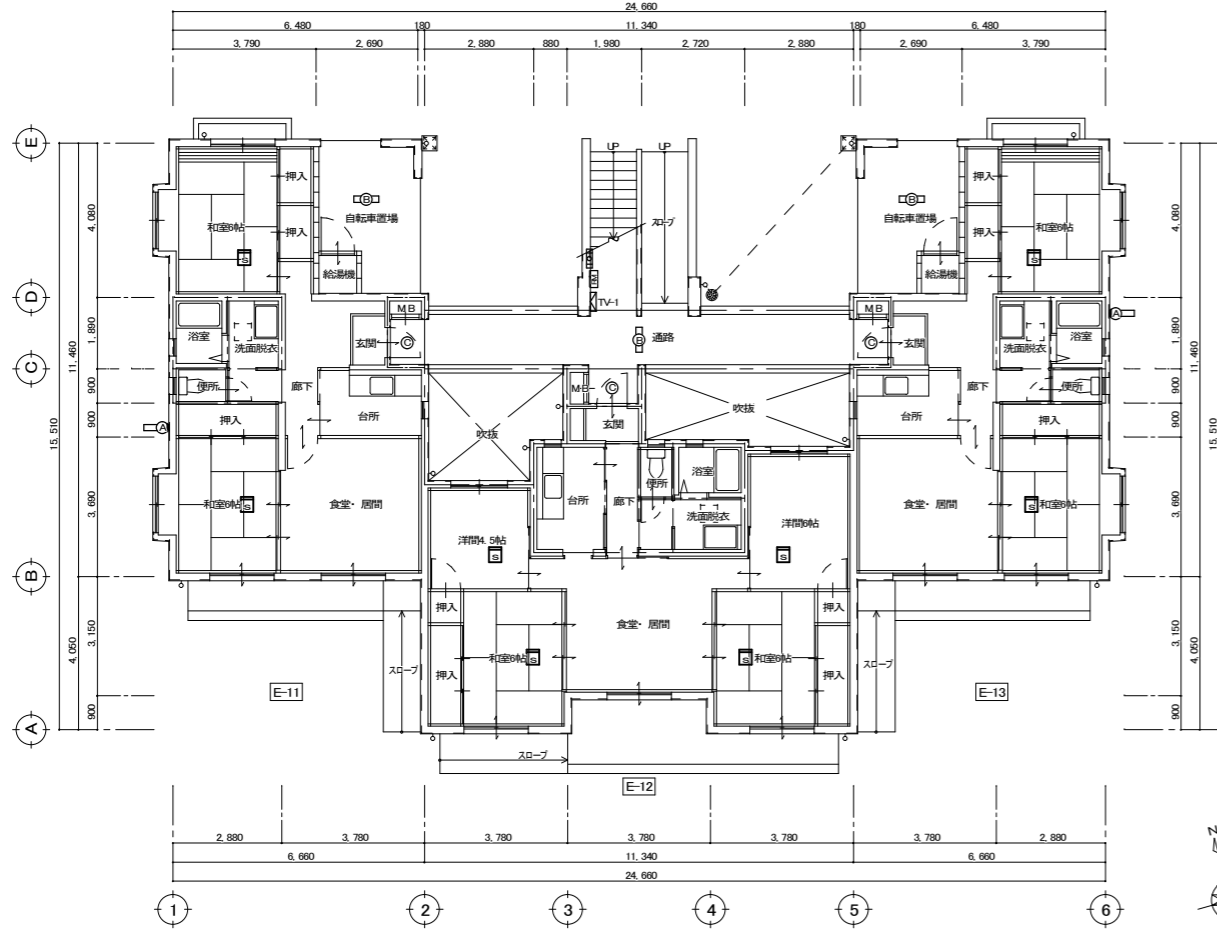 24,660
6,480 180 11,340 180 6,480
3,790 2,690 2,880 880 1,980 2,720 2,880 2,690 3,790
E
UP UP
押入 押入
B B
自転車置場 スロープ 自転車置場
4,080 和室6帖 押入 押入 和室6帖 4,080
S S
給湯機 RM 給湯機
D
TV-1
MB MB
浴室 玄関 通路 玄関 浴室 A
1,890 洗面脱衣 C B C 洗面脱衣 1,890
11,460 11,460
C
便所 廊下 MB C 廊下 便所
900 900
押入 台所 吹抜 玄関 吹抜 台所 押入
900 A 900
15,510 15,510
浴室
便所
和室6帖 食堂・居間 台所 廊下 食堂・居間 和室6帖
S S
3,690 洗面脱衣 3,690
洋間4.5帖 洋間6帖
S S
B
押入 押入
食堂・居間
3,150 和室6帖 和室6帖 3,150
S S
4,050 スロープ 押入 押入 スロープ 4,050
E-11 E-13
900 900
A
スロープ
E-12
2,880 3,780 3,780 3,780 3,780 3,780 2,880
6,660 11,340 6,660
24,660
1 2 3 4 5 6